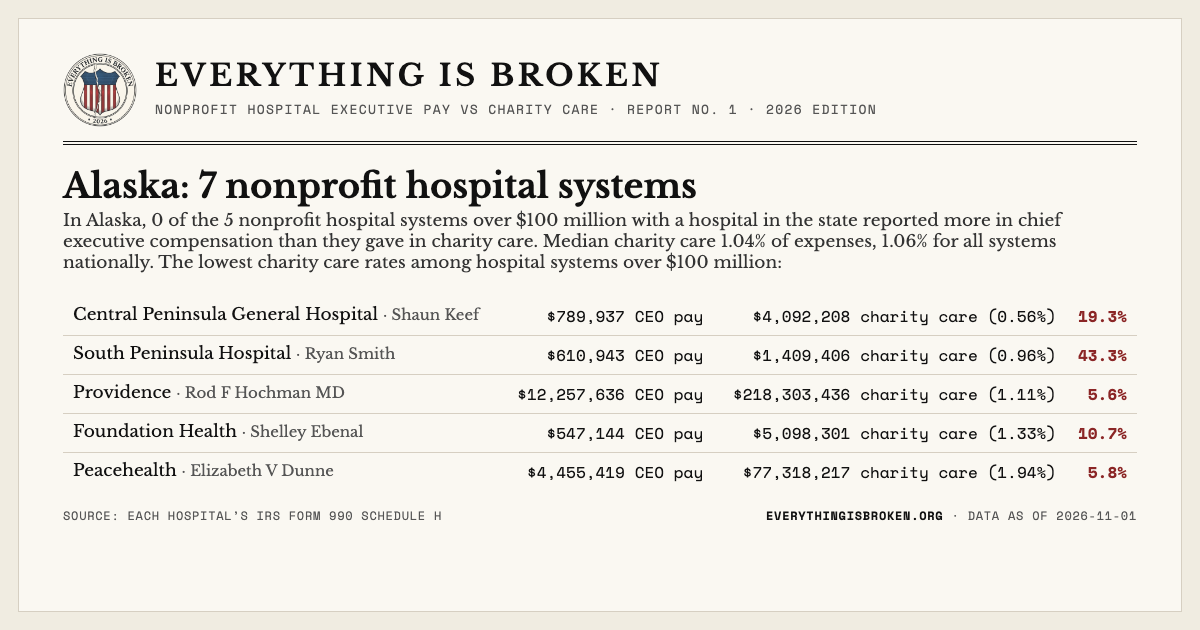 EVERYTHING IS BROKEN
· 2026 ·
EVERYTHING IS BROKEN
NONPROFIT HOSPITAL EXECUTIVE PAY VS CHARITY CARE · REPORT NO. 1 · 2026 EDITION
Alaska: 7 nonprofit hospital systems
In Alaska, 0 of the 5 nonprofit hospital systems over $100 million with a hospital in the state reported more in chief
executive compensation than they gave in charity care. Median charity care 1.04% of expenses, 1.06% for all systems
nationally. The lowest charity care rates among hospital systems over $100 million:
Central Peninsula General Hospital · Shaun Keef $789,937 CEO pay $4,092,208 charity care (0.56%) 19.3%
South Peninsula Hospital · Ryan Smith $610,943 CEO pay $1,409,406 charity care (0.96%) 43.3%
Providence · Rod F Hochman MD $12,257,636 CEO pay $218,303,436 charity care (1.11%) 5.6%
Foundation Health · Shelley Ebenal $547,144 CEO pay $5,098,301 charity care (1.33%) 10.7%
Peacehealth · Elizabeth V Dunne $4,455,419 CEO pay $77,318,217 charity care (1.94%) 5.8%
SOURCE: EACH HOSPITAL'S IRS FORM 990 SCHEDULE H
EVERYTHINGISBROKEN.ORG · DATA AS OF 2026-11-01